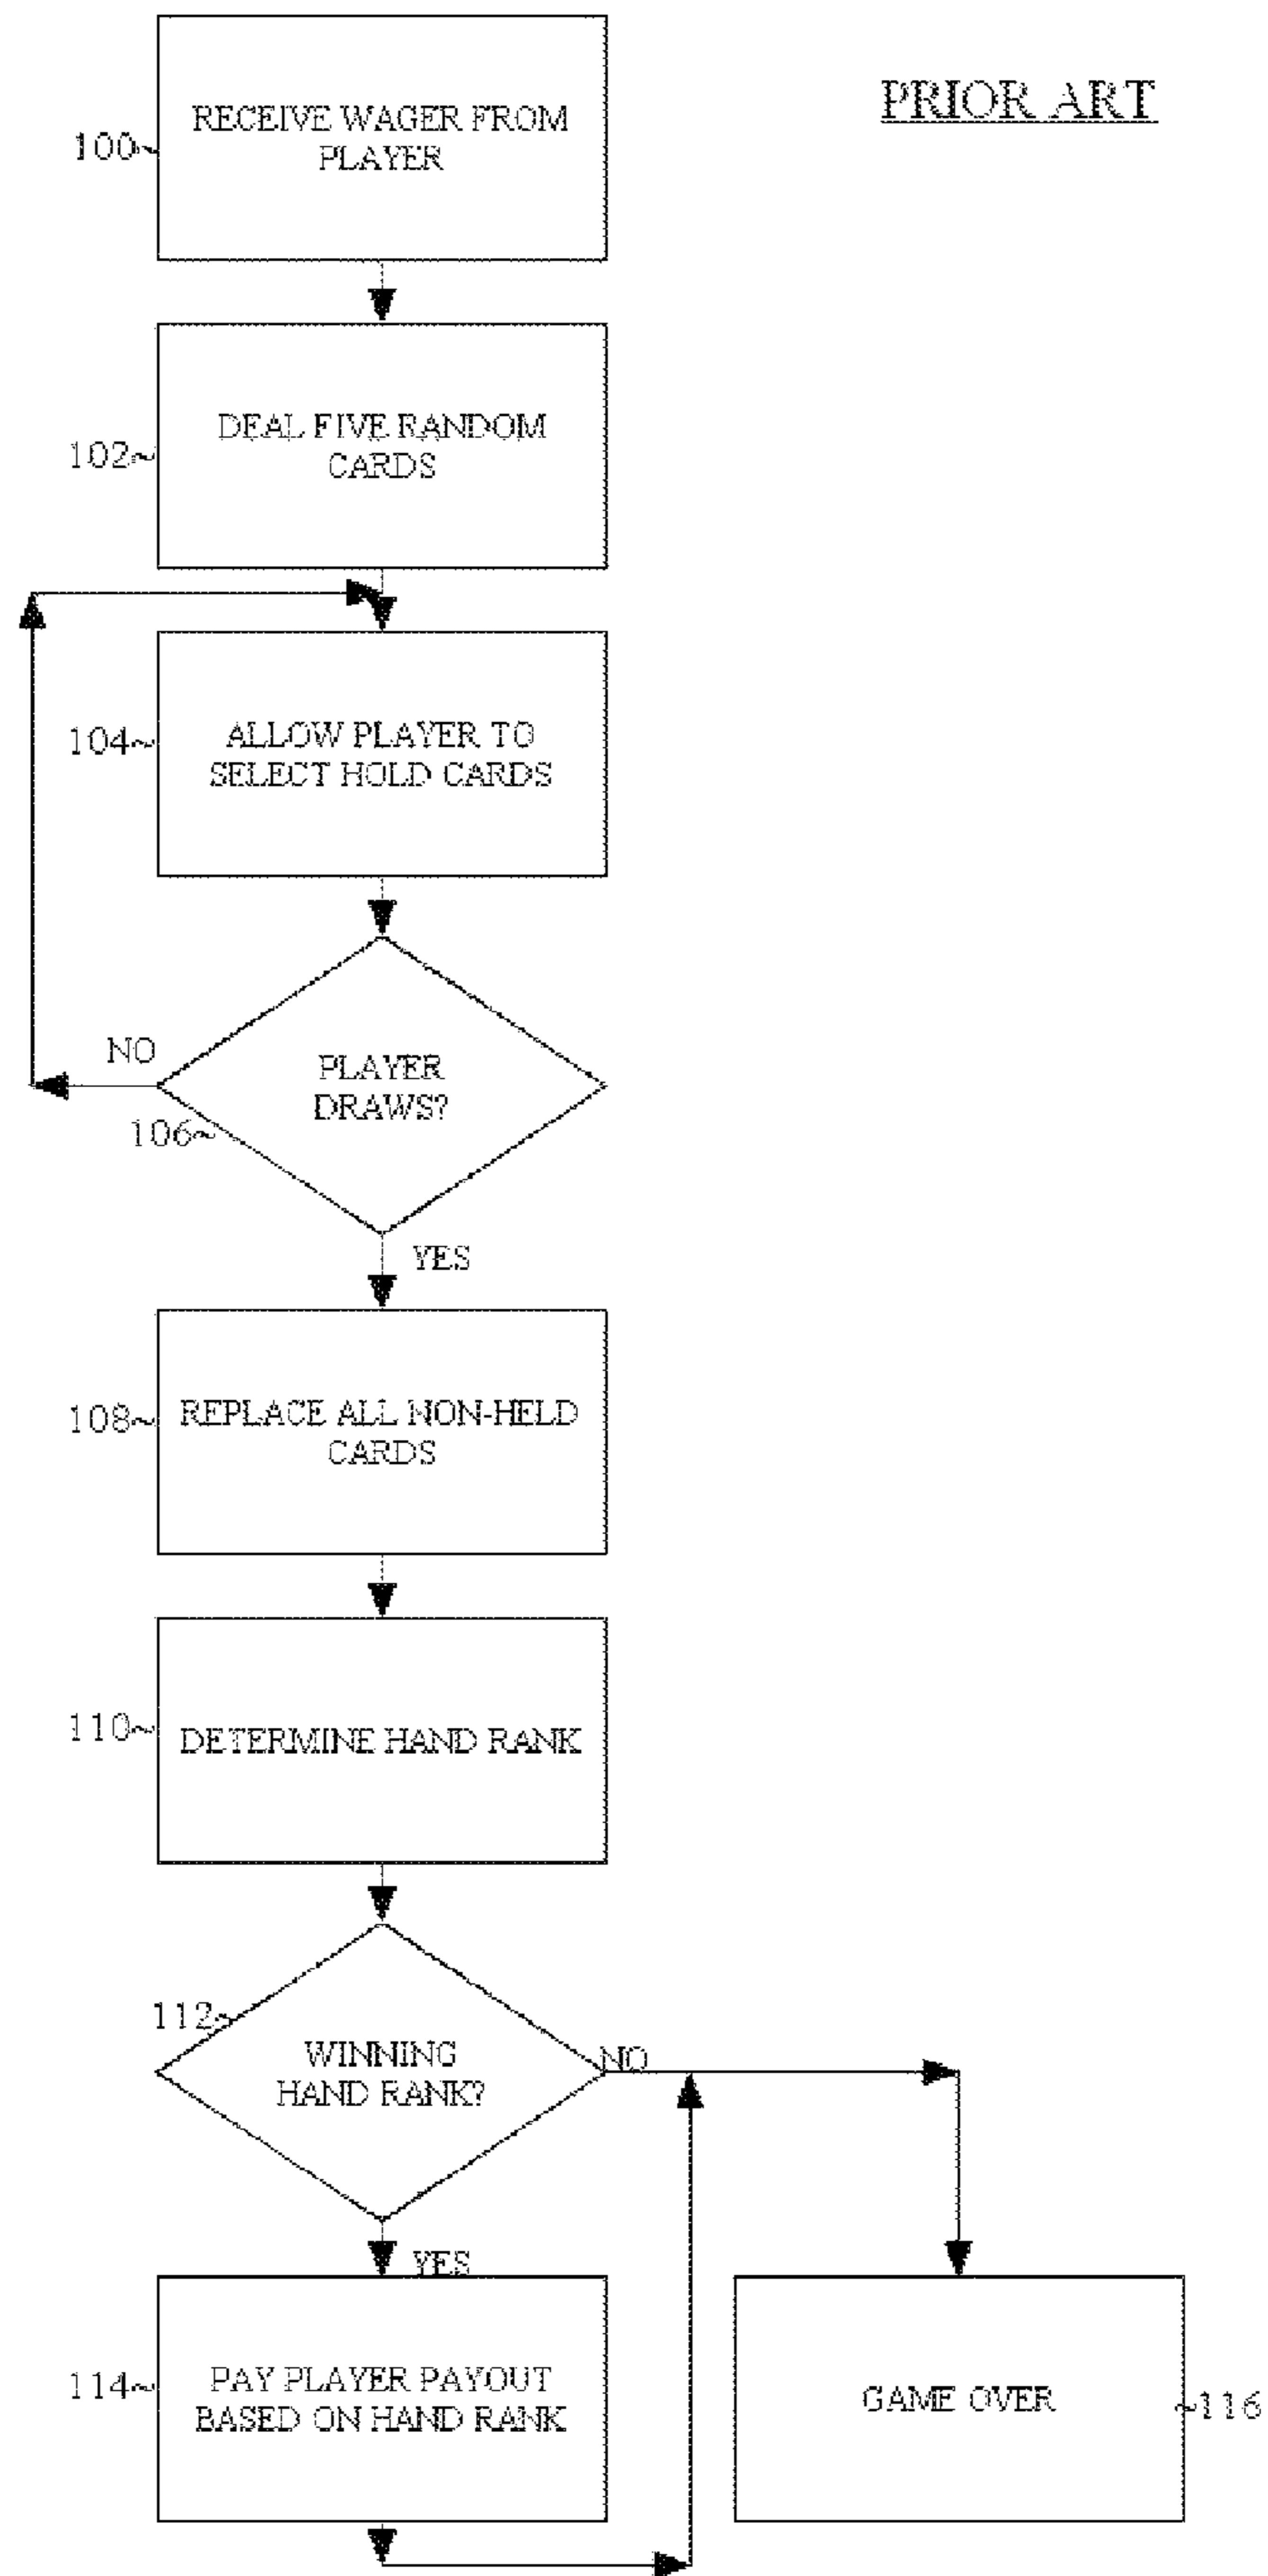 PRIOR ART
RECEIVE WAGER FROM
PLAYER
100~
DEAL FIVE RANDOM
CARDS
102~
ALLOW PLAYER TO
SELECT HOLD CARDS
104~
NO
PLAYER
DRAWS?
106~
YES
REPLACE ALL NON-HELD
CARDS
108~
DETERMINE HAND RANK
110~
112~
WINNING
HAND RANK?
NO
YES
PAY PLAYER PAYOUT
BASED ON HAND RANK
114~
GAME OVER
~116